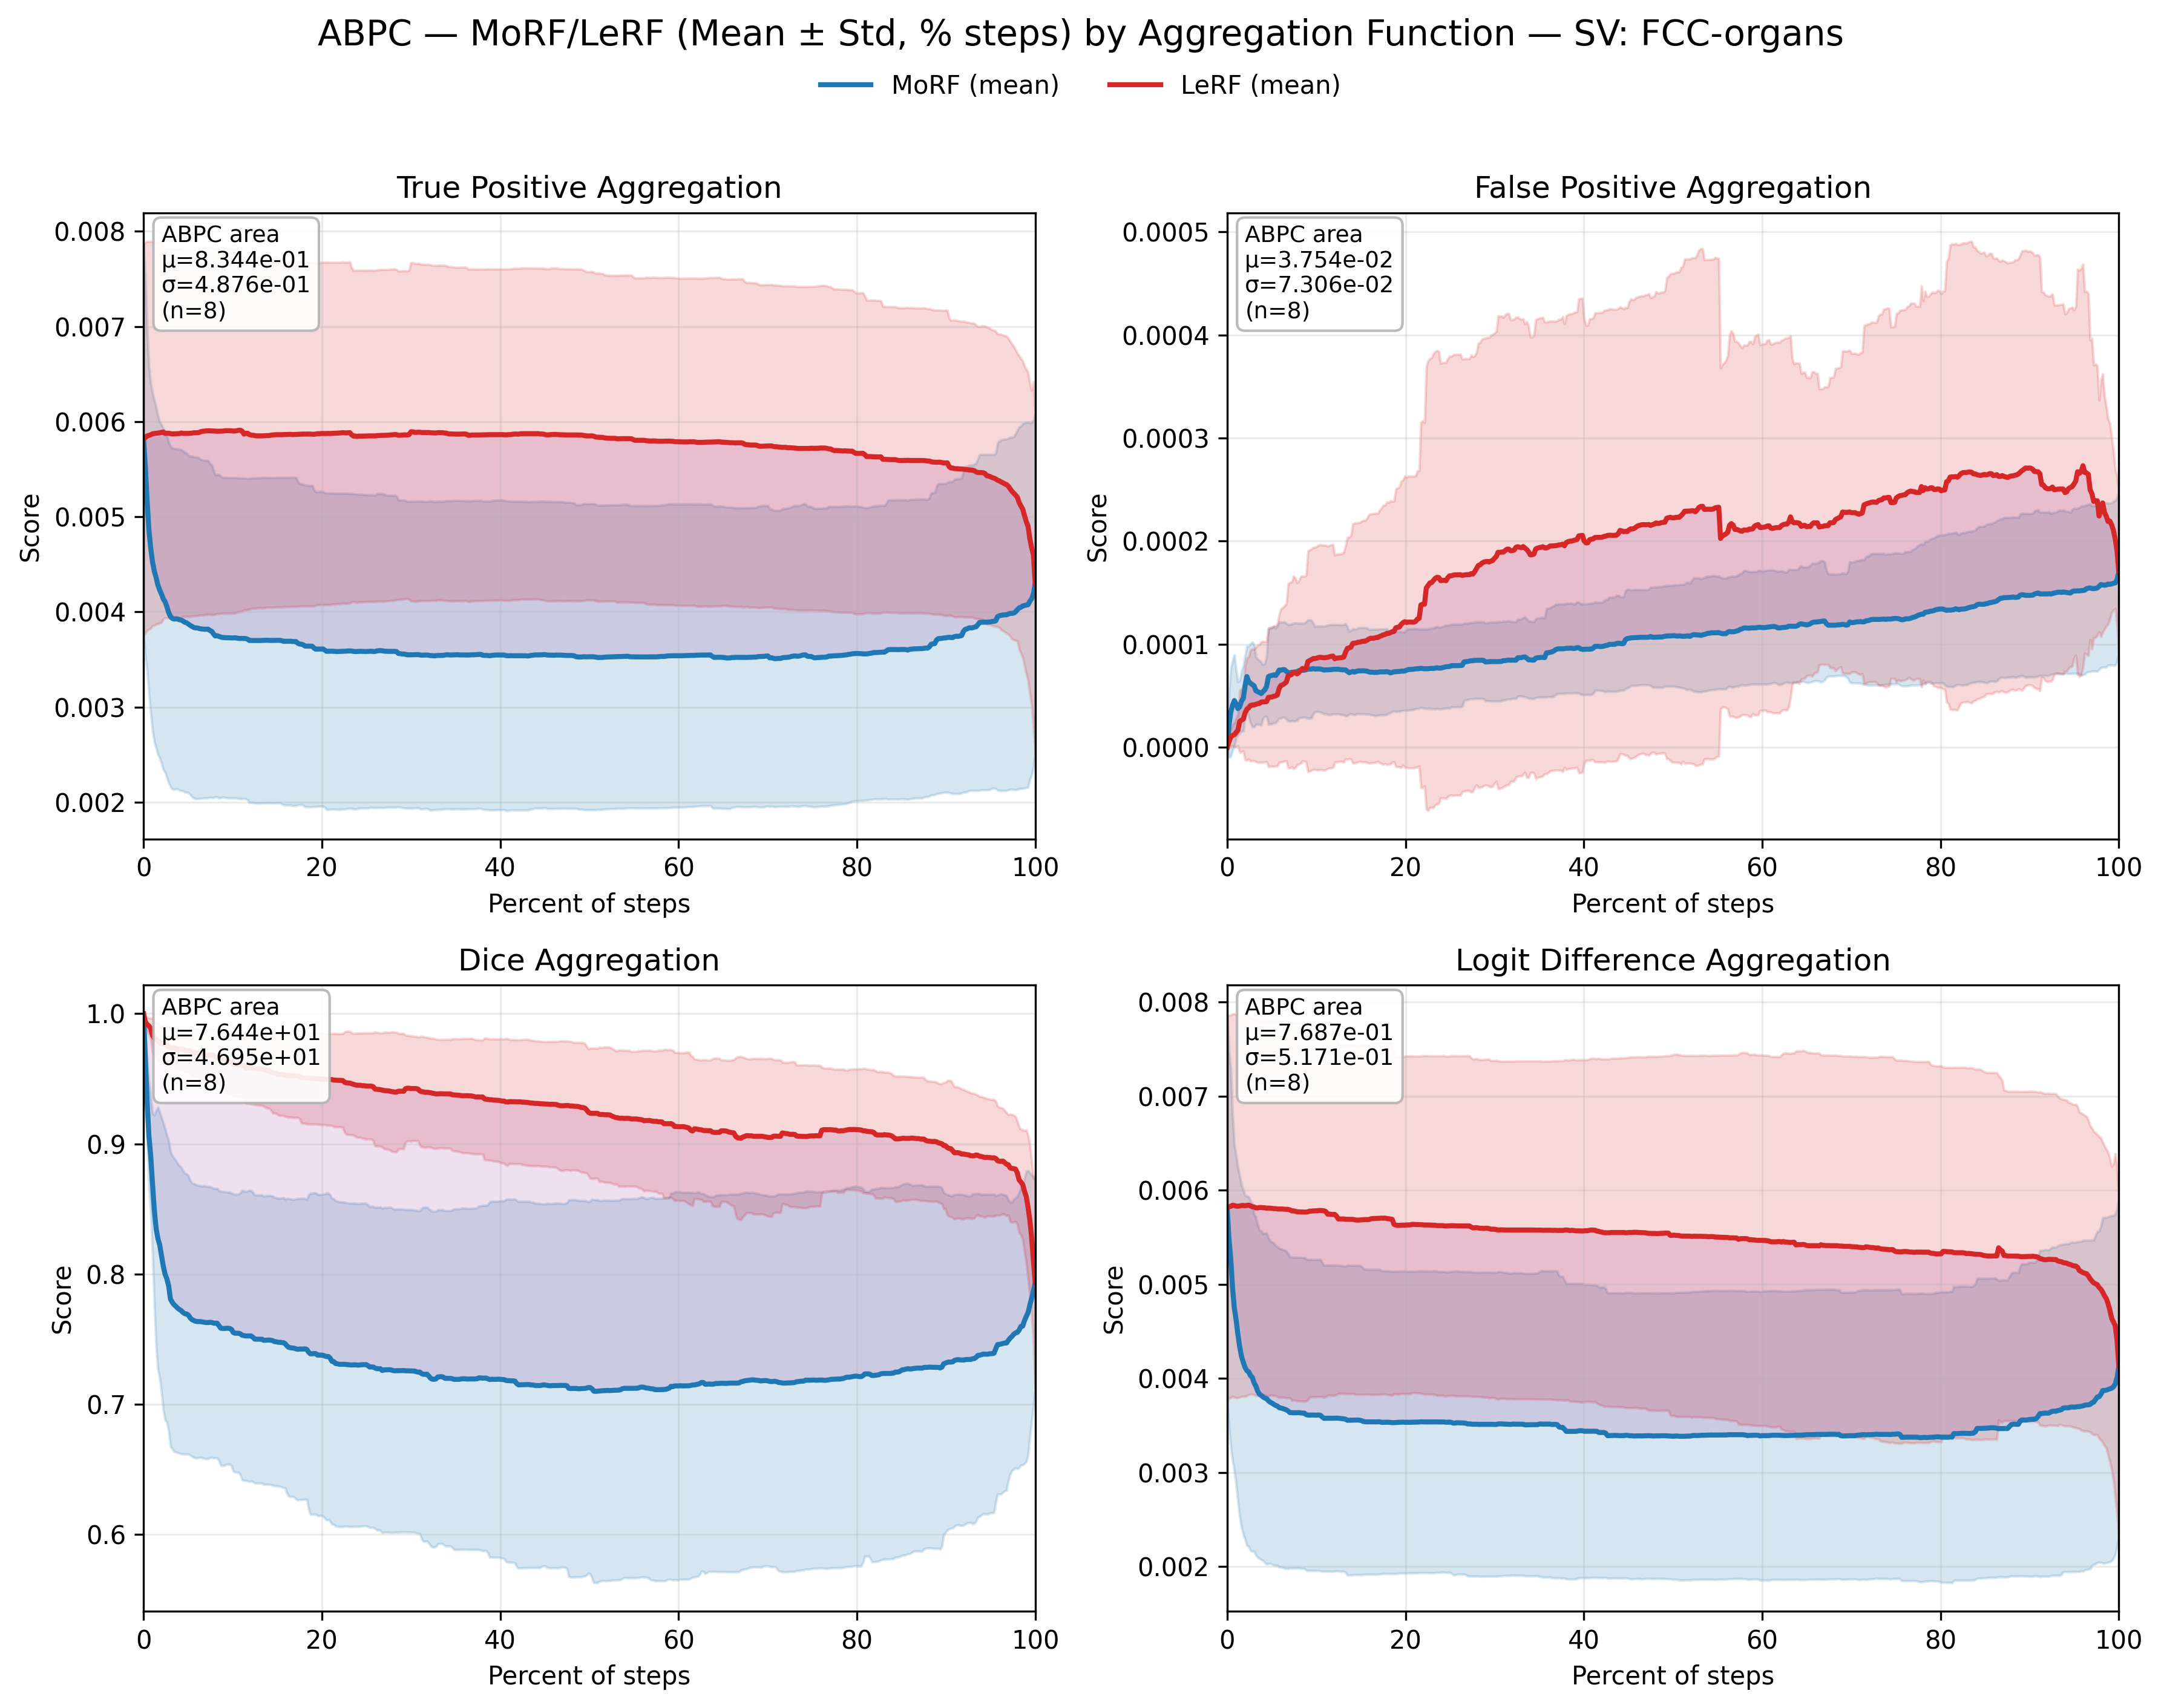 ABPC — MoRF/LeRF (Mean ± Std, % steps) by Aggregation Function — SV: FCC-organs
MoRF (mean) LeRF (mean)
True Positive Aggregation
ABPC area
μ=8.344e-01
σ=4.876e-01
(n=8)
0.008
0.007
0.006
0.005
0.004
0.003
0.002
Score
0 20 40 60 80 100
Percent of steps
False Positive Aggregation
ABPC area
μ=3.754e-02
σ=7.306e-02
(n=8)
0.0005
0.0004
0.0003
0.0002
0.0001
0.0000
Score
0 20 40 60 80 100
Percent of steps
Dice Aggregation
ABPC area
μ=7.644e+01
σ=4.695e+01
(n=8)
1.0
0.9
0.8
0.7
0.6
Score
0 20 40 60 80 100
Percent of steps
Logit Difference Aggregation
ABPC area
μ=7.687e-01
σ=5.171e-01
(n=8)
0.008
0.007
0.006
0.005
0.004
0.003
0.002
Score
0 20 40 60 80 100
Percent of steps